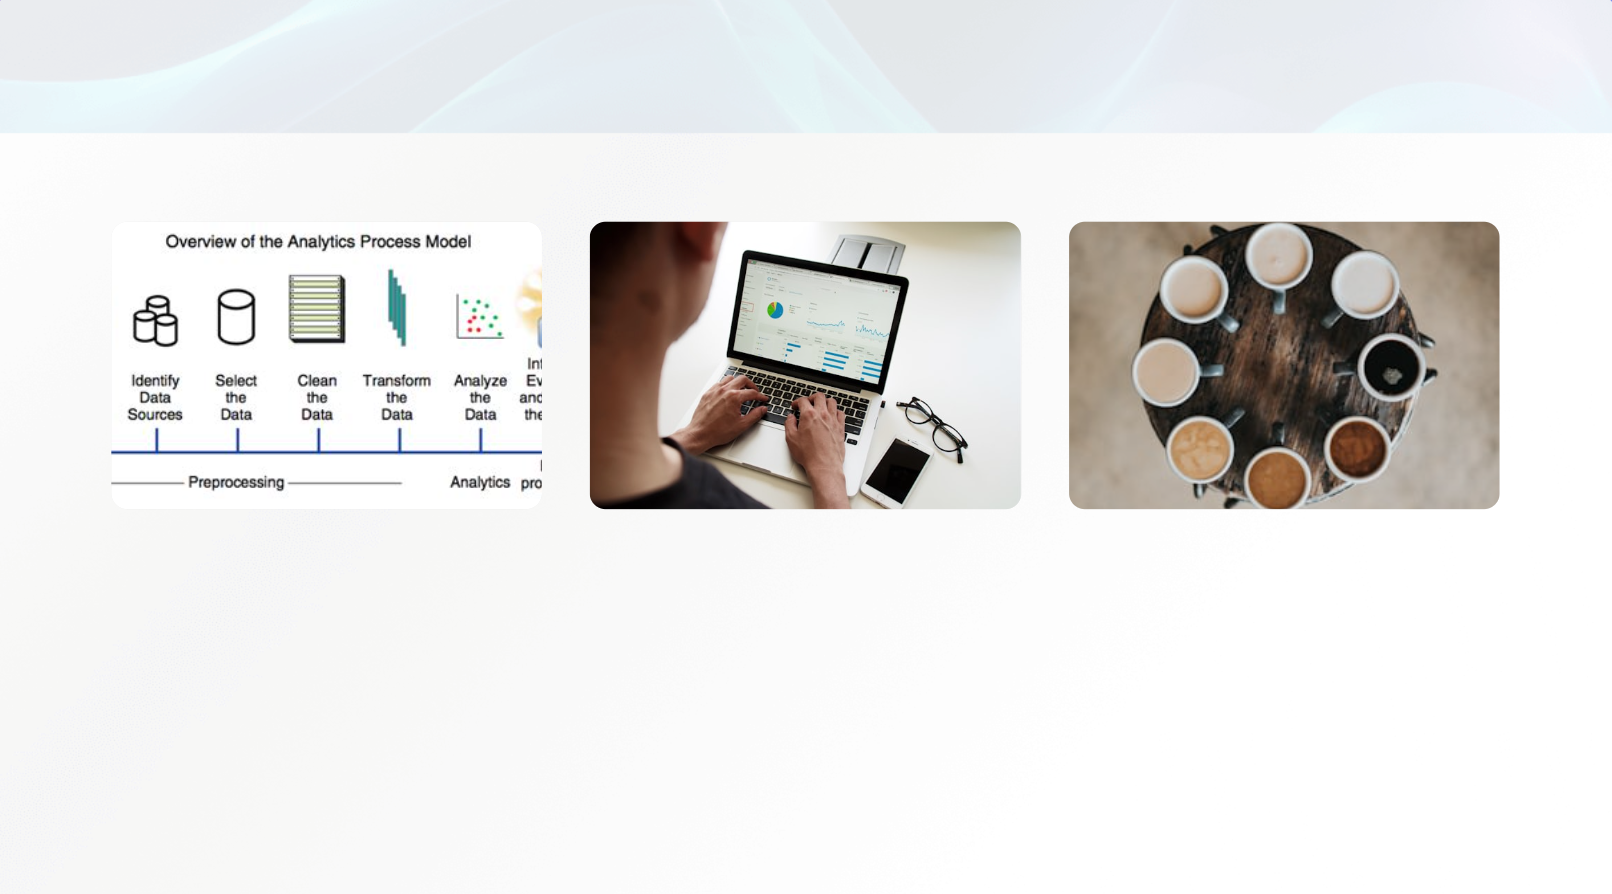 Overview of the Analytics Process Model
Identify
Data
Sources
Select
the
Data
Clean
the
Data
Transform
the
Data
Analyze
the
Data
Preprocessing
Analytics